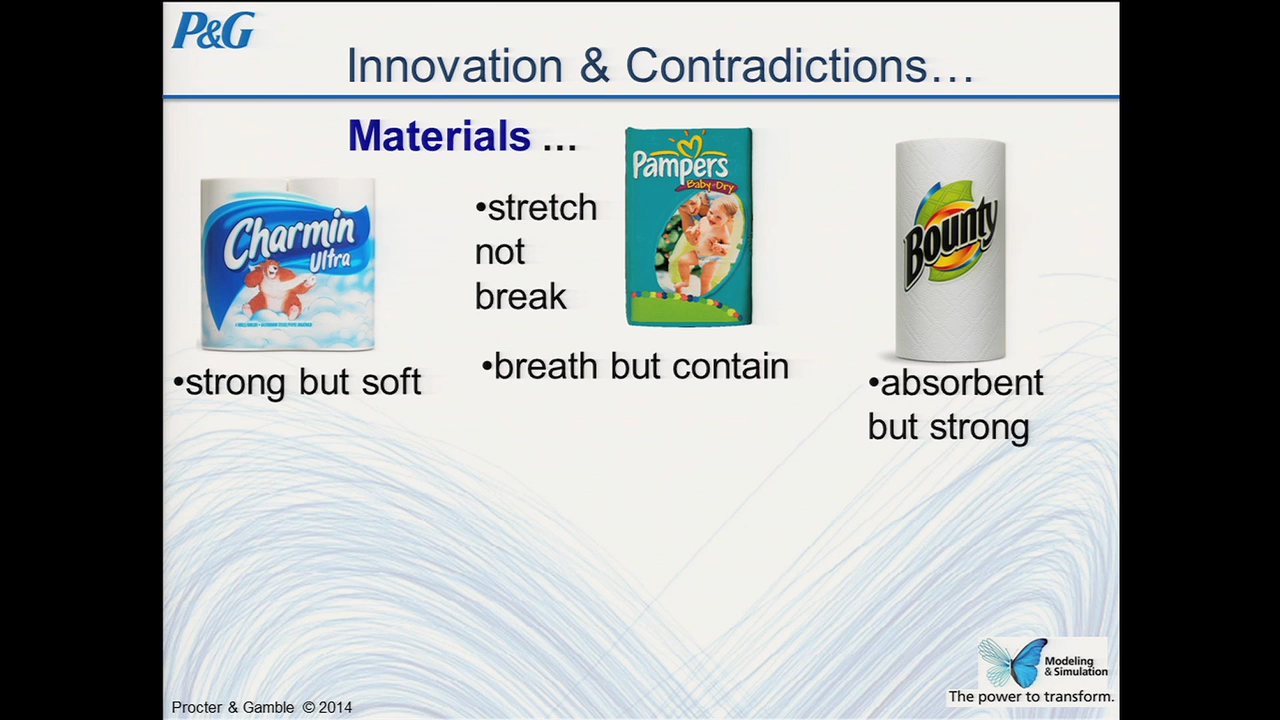 P&G
Innovation & Contradictions…
Materials ...
Charmin
Ultra
•strong but soft
•stretch
not
break
Pampers
Baby-Dry
•breath but contain
Bounty
•absorbent
but strong
Modeling
& Simulation
The power to transform.
Procter & Gamble © 2014